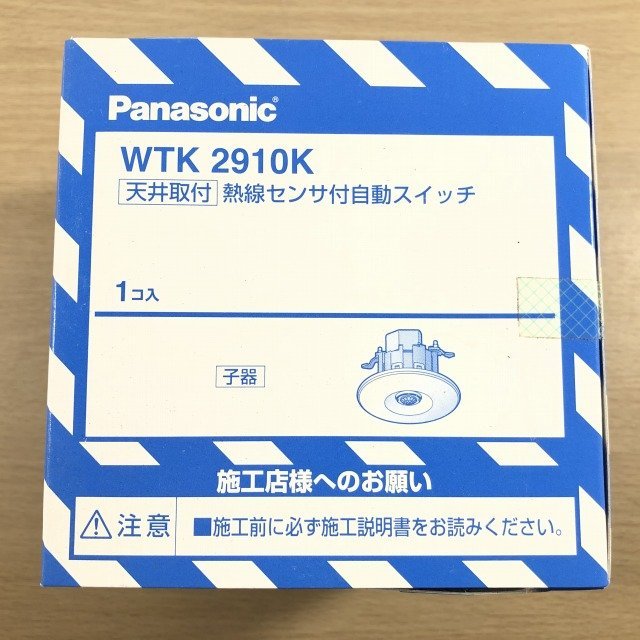 Panasonic®
WTK 2910K
天井取付 熱線センサ付自動スイッチ
1コ入
子器
施工店様へのお願い
注意 ■施工前に必ず施工説明書をお読みください。